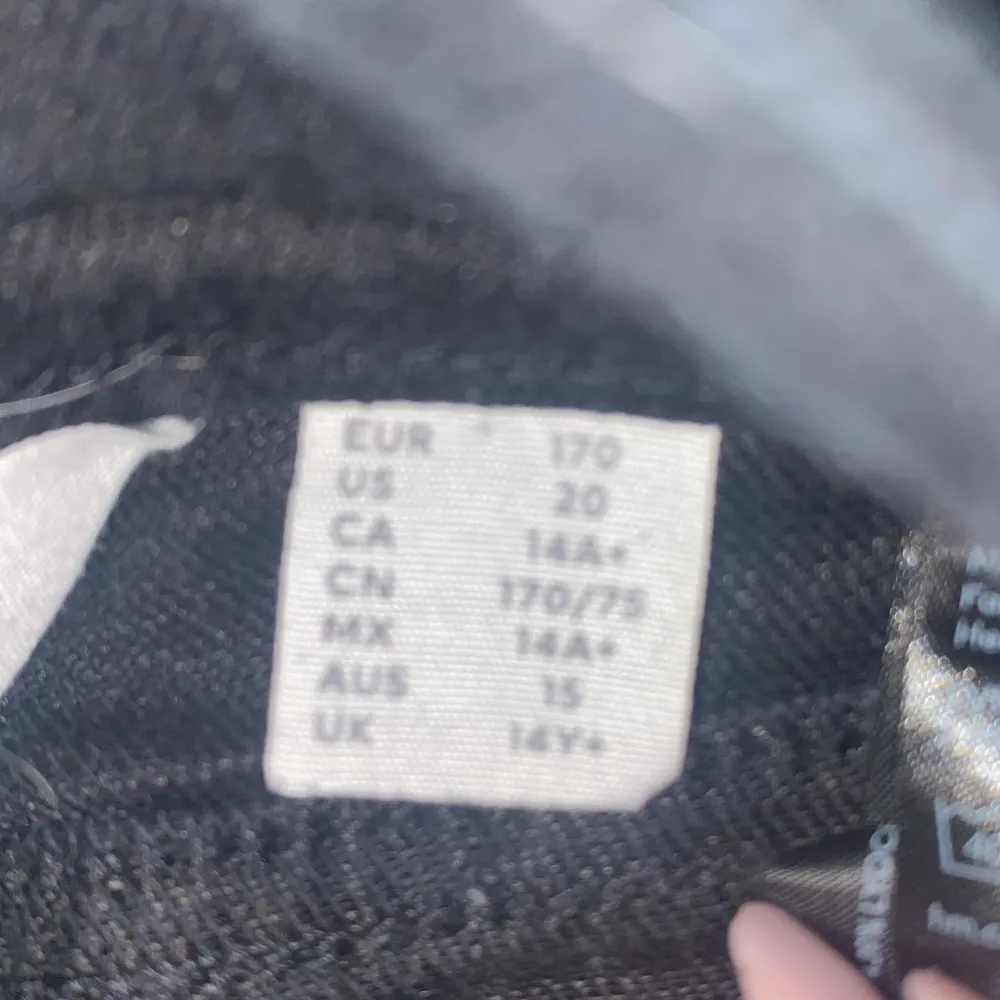 EUR 170
US 20
CA 14A+
CN 170/75
MX 14A+
AUS 15
UK 14Y+